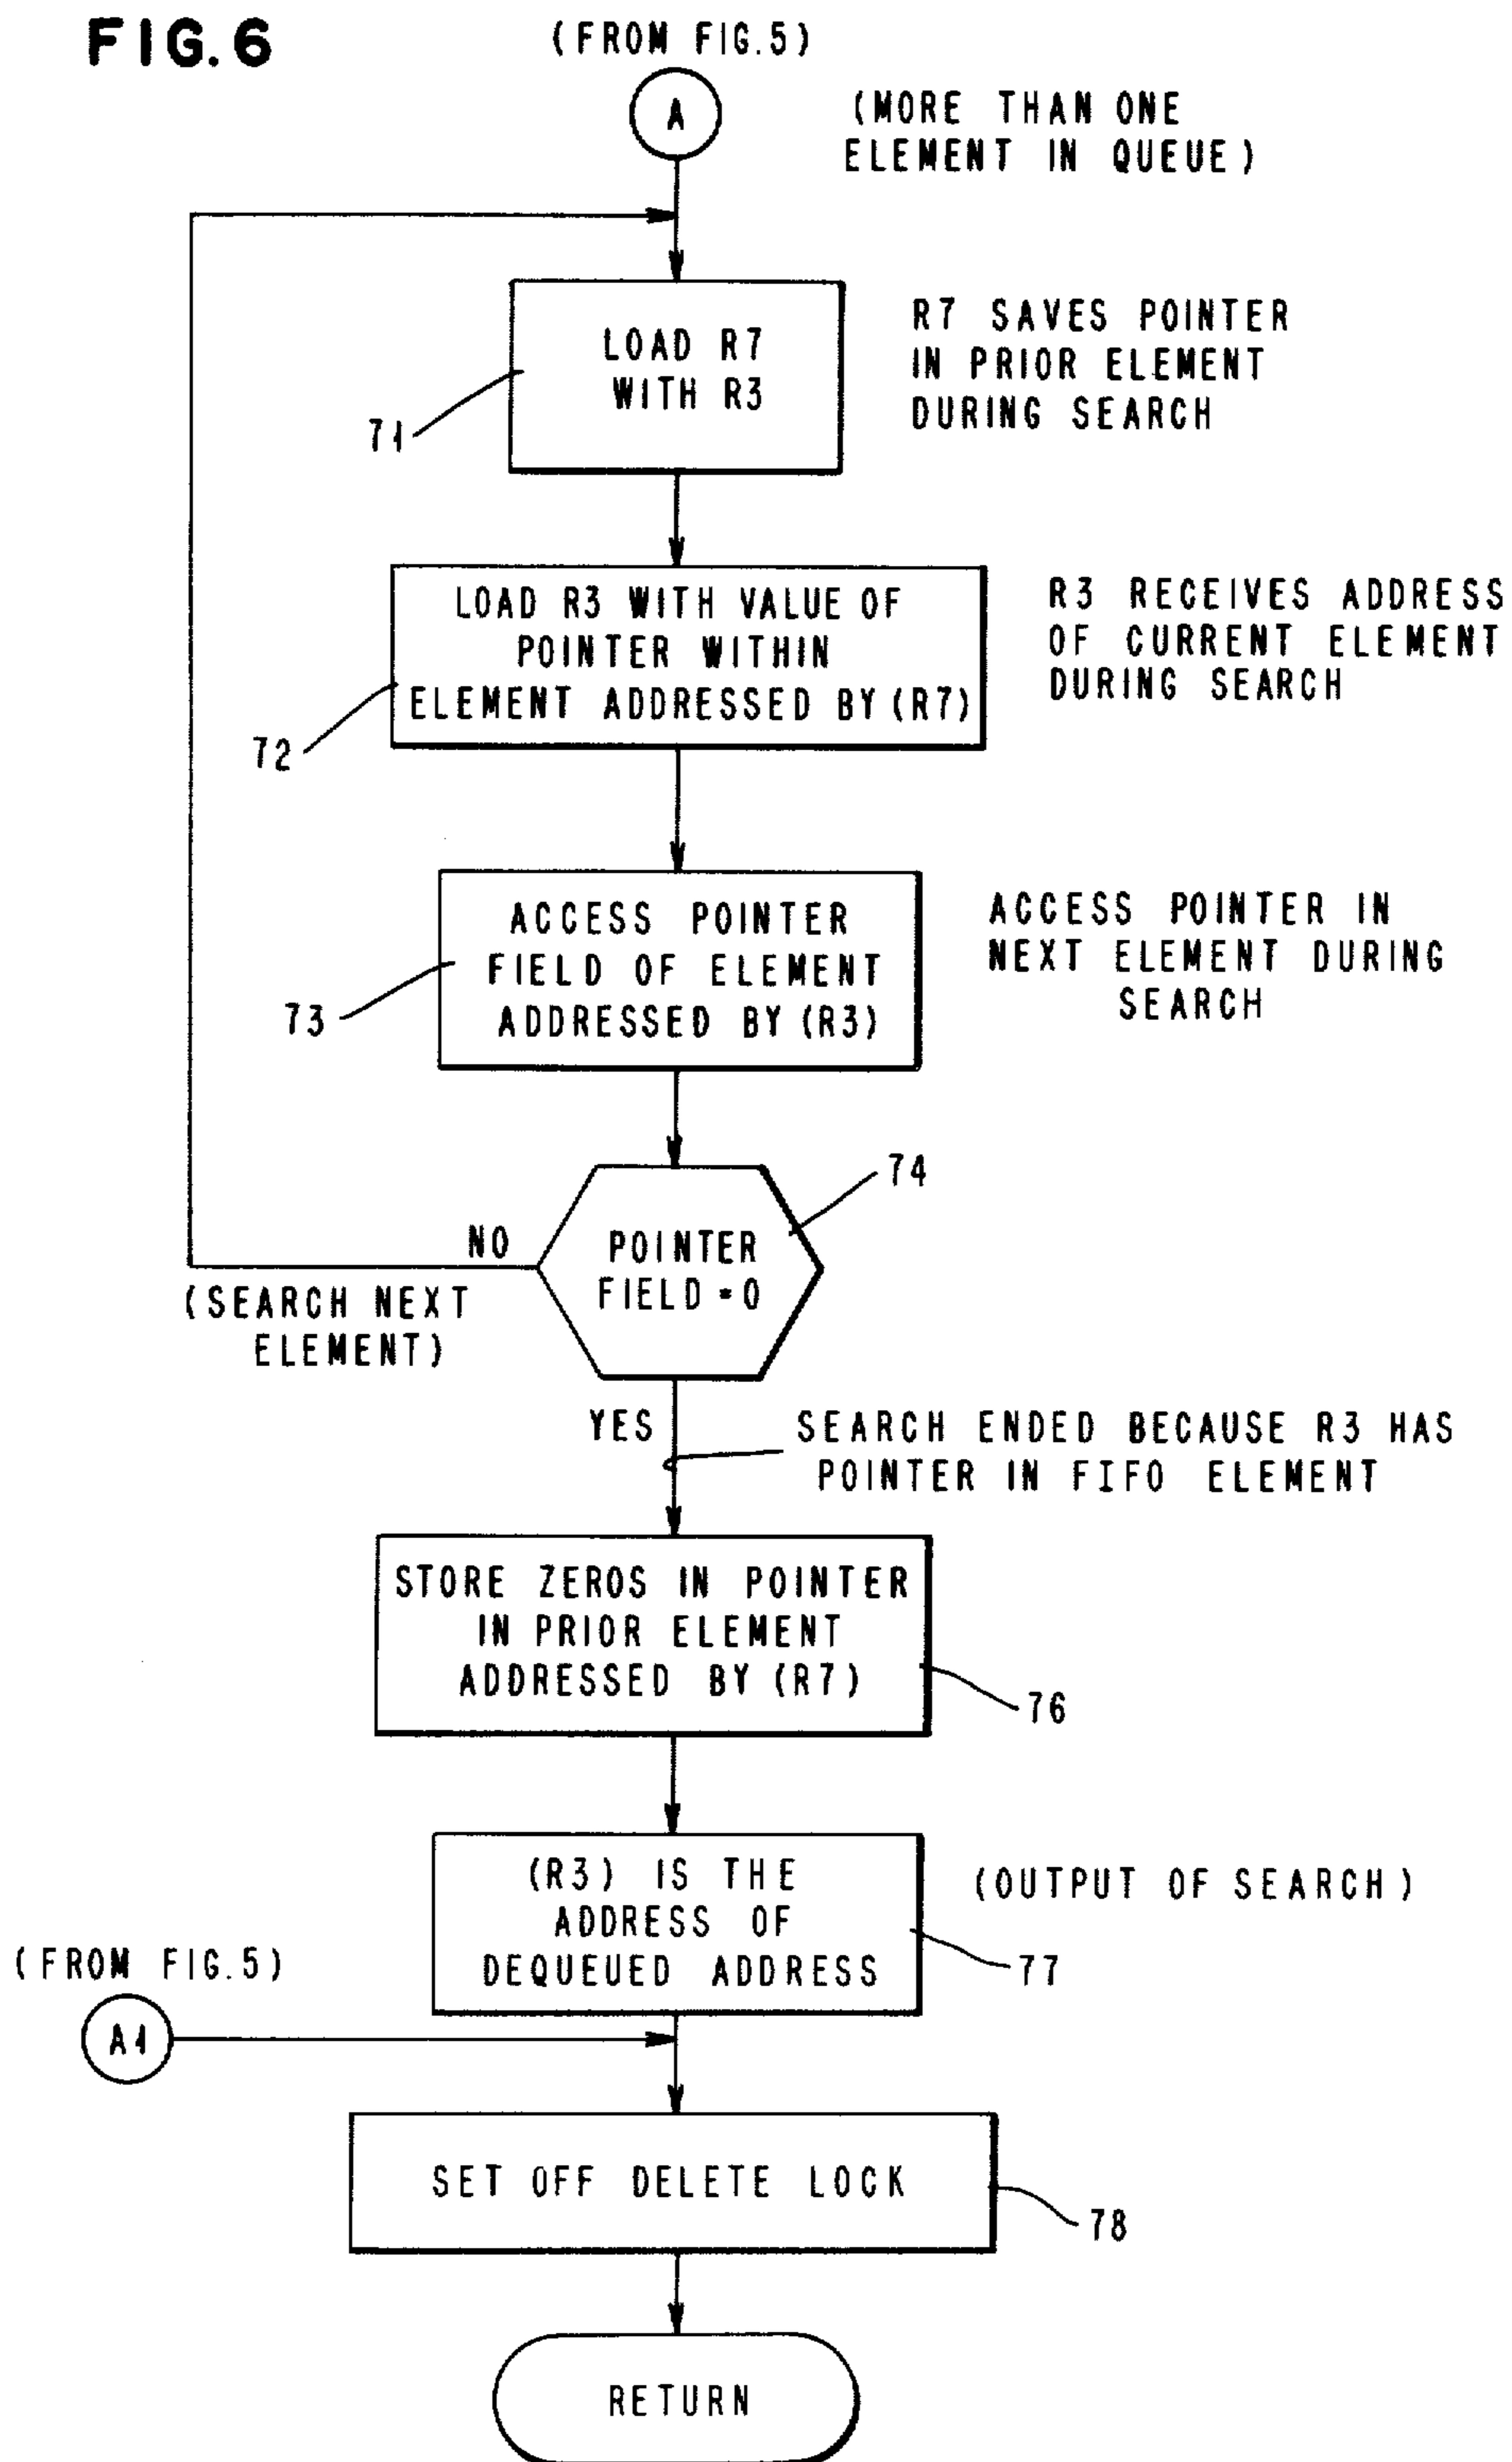 FIG.6
(FROM FIG.5)
A
(MORE THAN ONE
ELEMENT IN QUEUE)
LOAD R7
WITH R3
71
R7 SAVES POINTER
IN PRIOR ELEMENT
DURING SEARCH
LOAD R3 WITH VALUE OF
POINTER WITHIN
ELEMENT ADDRESSED BY (R7)
72
R3 RECEIVES ADDRESS
OF CURRENT ELEMENT
DURING SEARCH
ACCESS POINTER
FIELD OF ELEMENT
ADDRESSED BY (R3)
73
ACCESS POINTER IN
NEXT ELEMENT DURING
SEARCH
74
NO
POINTER
FIELD = 0
(SEARCH NEXT
ELEMENT)
YES
SEARCH ENDED BECAUSE R3 HAS
POINTER IN FIFO ELEMENT
STORE ZEROS IN POINTER
IN PRIOR ELEMENT
ADDRESSED BY (R7)
76
(R3) IS THE
ADDRESS OF
DEQUEUED ADDRESS
77
(OUTPUT OF SEARCH)
(FROM FIG.5)
A1
SET OFF DELETE LOCK
78
RETURN